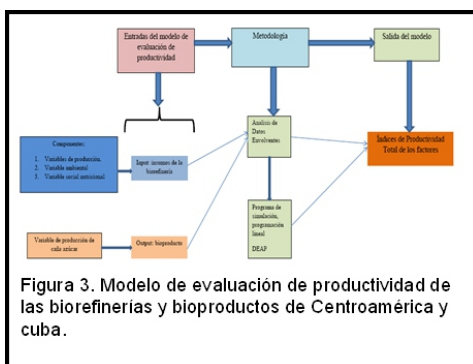 Entradas del modelo de
evaluación de
productividad
Metodología
Salida del modelo
Componentes:
1. Variables de producción,
2. Variable ambiental
3. Variable social nutricional
Input: insumos de la
biorefinería
Analisis de
Datos
Envolventes
Índices de Productividad
Total de los factores
Variable de producción de
caña azúcar
Output: bioproducto
Programa de
simulación,
programación
lineal
DEAP
Figura 3. Modelo de evaluación de productividad de
las biorefinerías y bioproductos de Centroamérica y
cuba.